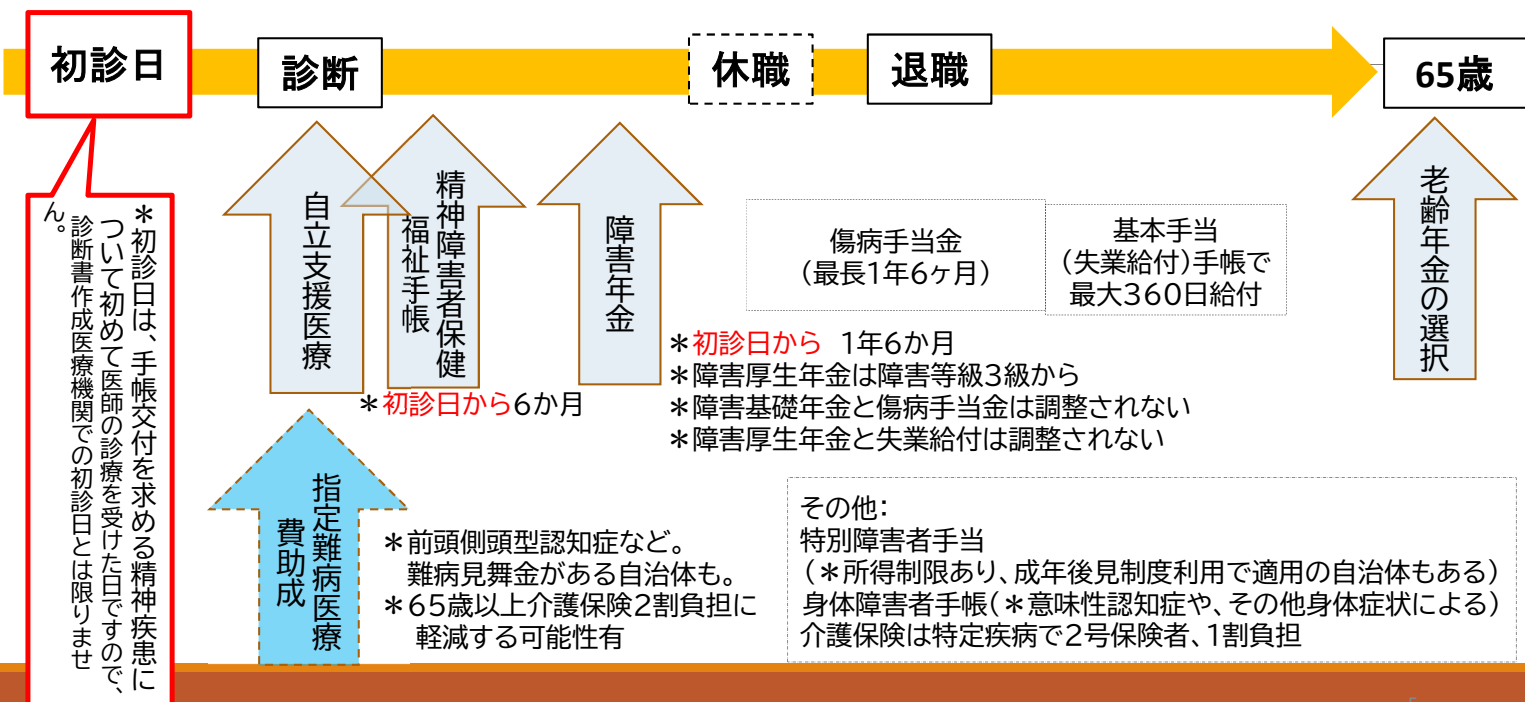 初診日
診断
休職
退職
65歳
＊初診日は、手帳交付を求める精神疾患に
ついて初めて医師の診療を受けた日ですので、
診断書作成医療機関での初診日とは限りませ
ん。
自立支援医療
精神障害者保健
福祉手帳
＊初診日から6か月
障害年金
傷病手当金
（最長1年6ヶ月）
基本手当
（失業給付）手帳で
最大360日給付
＊初診日から 1年6か月
＊障害厚生年金は障害等級3級から
＊障害基礎年金と傷病手当金は調整されない
＊障害厚生年金と失業給付は調整されない
老齢年金の選択
指定難病医療
費助成
＊前頭側頭型認知症など。
難病見舞金がある自治体も。
＊65歳以上介護保険2割負担に
軽減する可能性有
その他：
特別障害者手当
（＊所得制限あり、成年後見制度利用で適用の自治体もある）
身体障害者手帳（＊意味性認知症や、その他身体症状による）
介護保険は特定疾病で2号保険者、1割負担